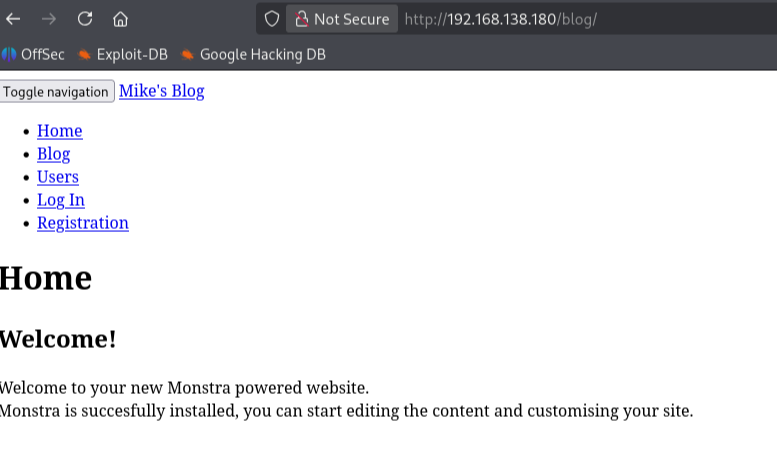 Not Secure http://192.168.138.180/blog/
OffSec Exploit-DB Google Hacking DB
Toggle navigation Mike's Blog
Home
Blog
Users
Log In
Registration
Home
Welcome!
Welcome to your new Monstra powered website.
Monstra is succesfully installed, you can start editing the content and customising your site.